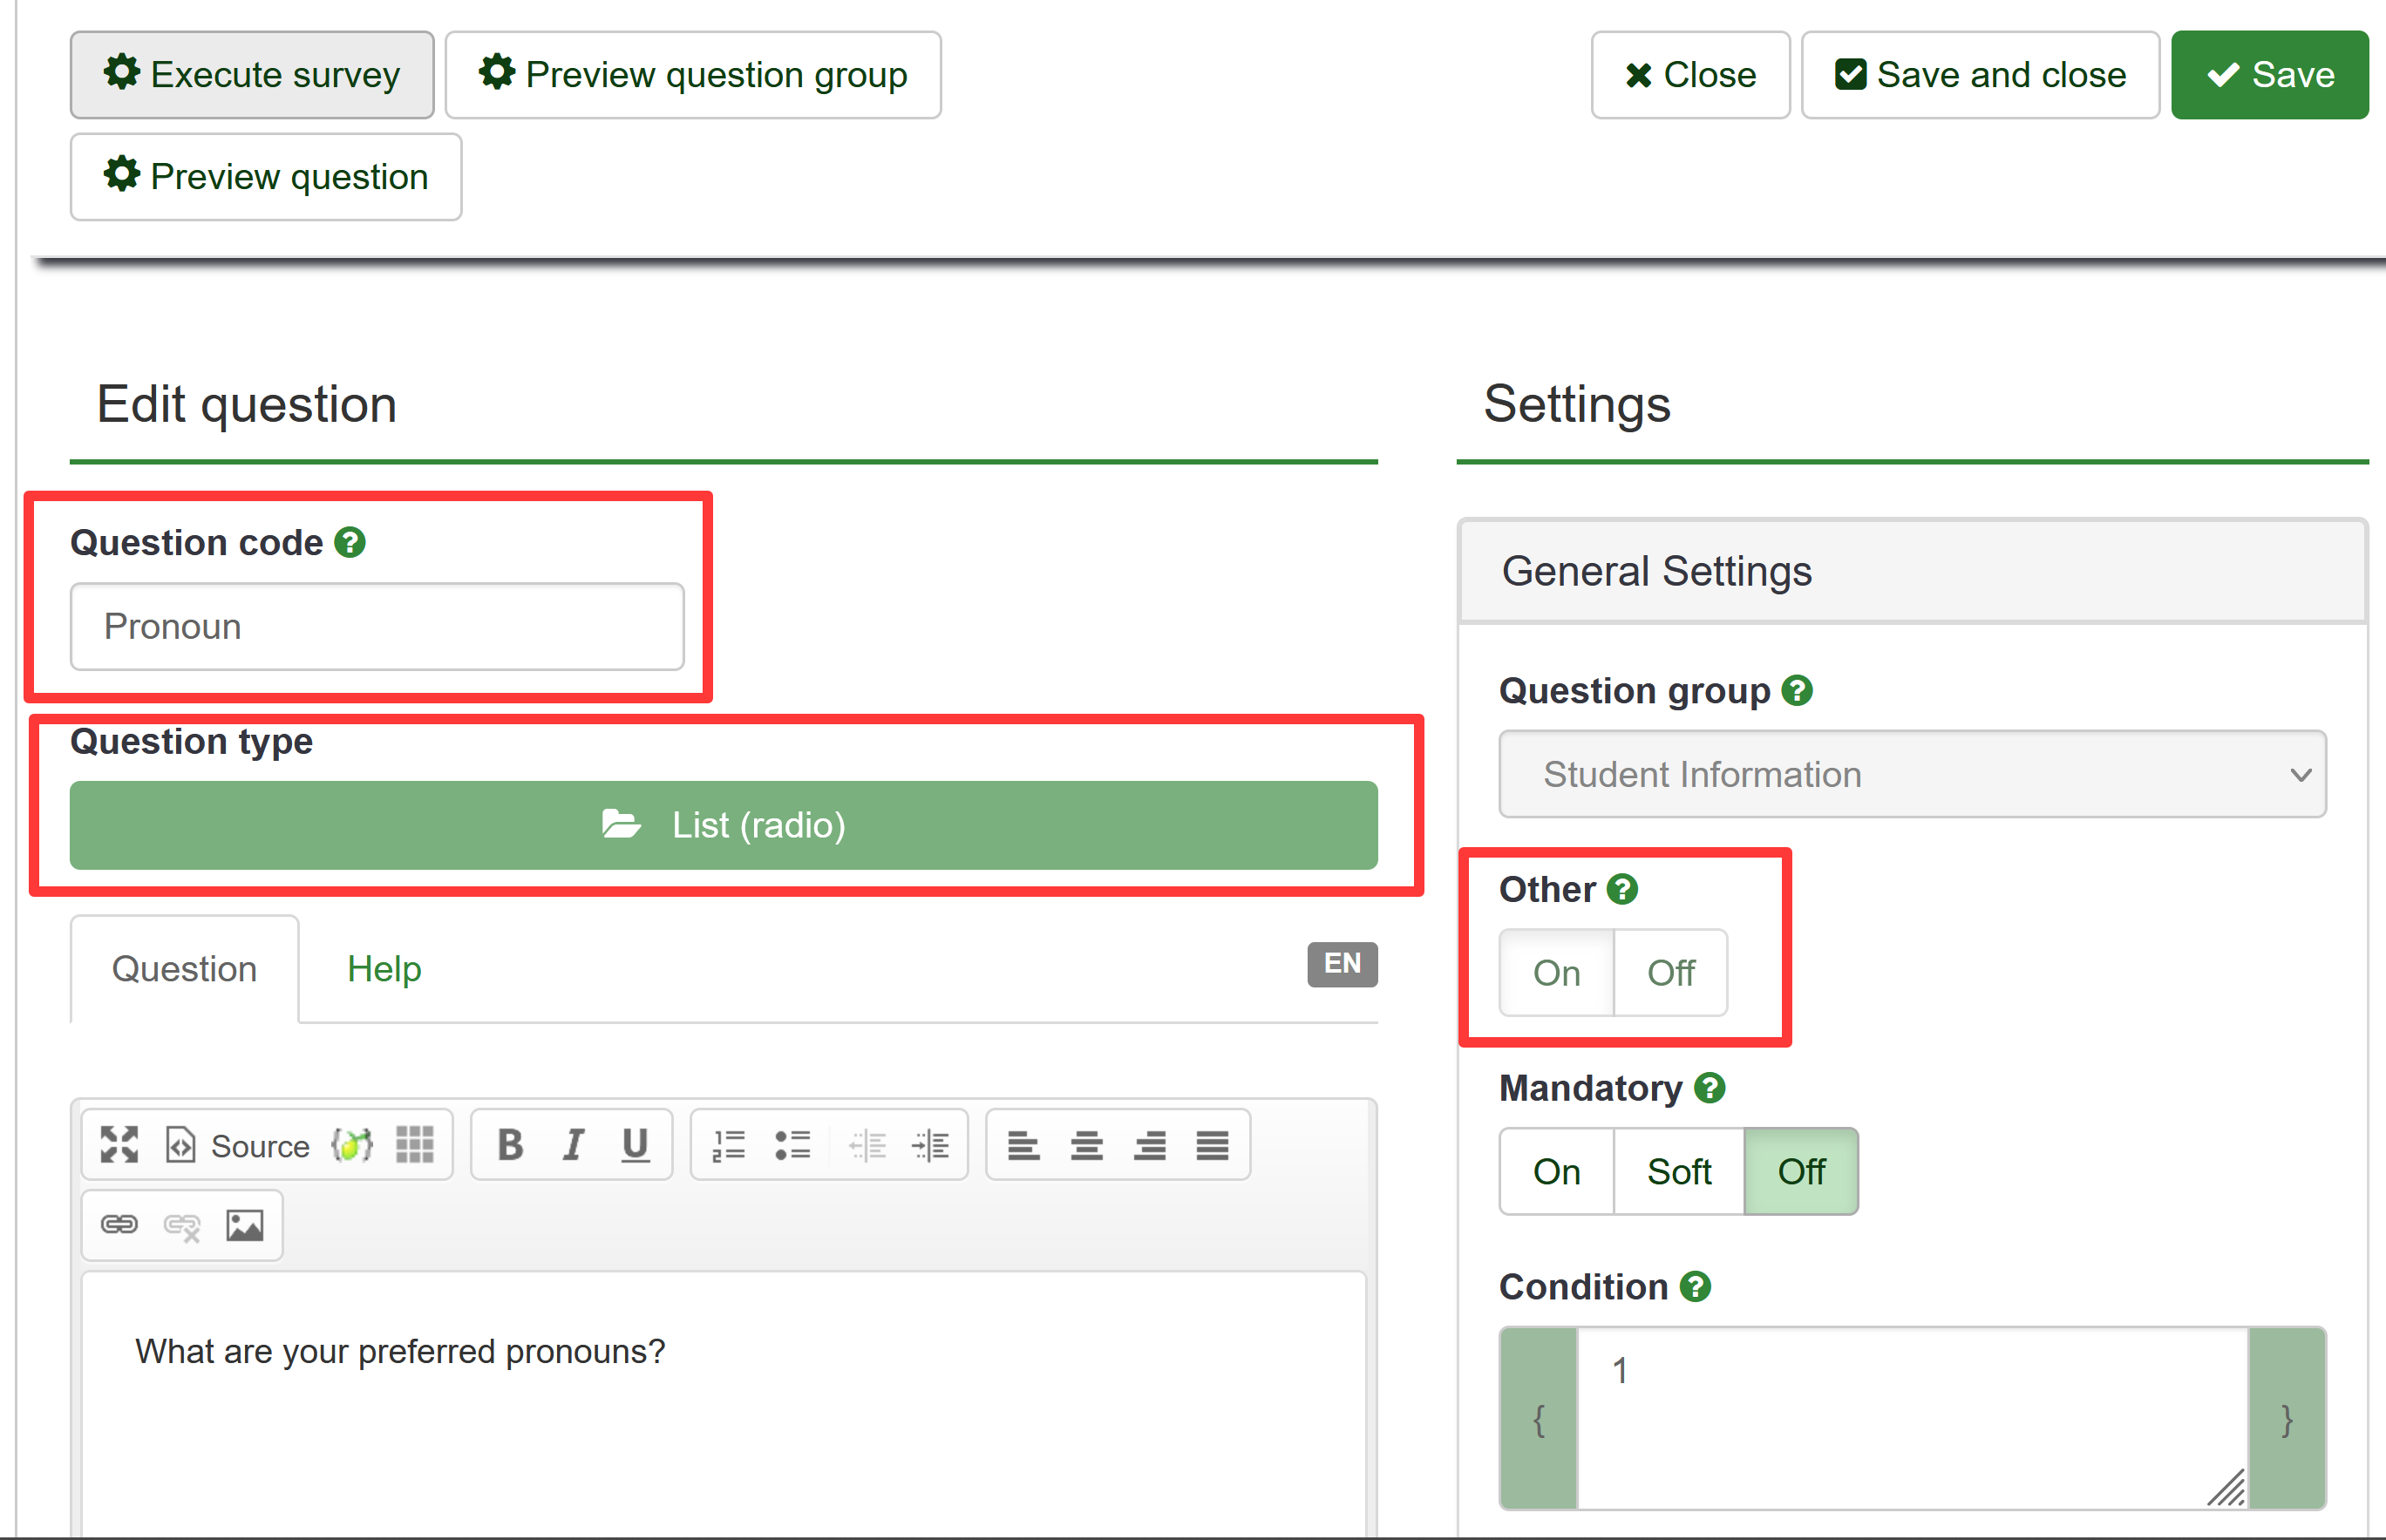 Execute survey
Preview question group
Close
Save and close
Save
Preview question
Edit question
Settings
Question code
Pronoun
General Settings
Question group
Student Information
Question type
List (radio)
Other
On
Off
Question
Help
EN
Mandatory
On
Soft
Off
Source
B
I
U
Condition
{
1
}
What are your preferred pronouns?